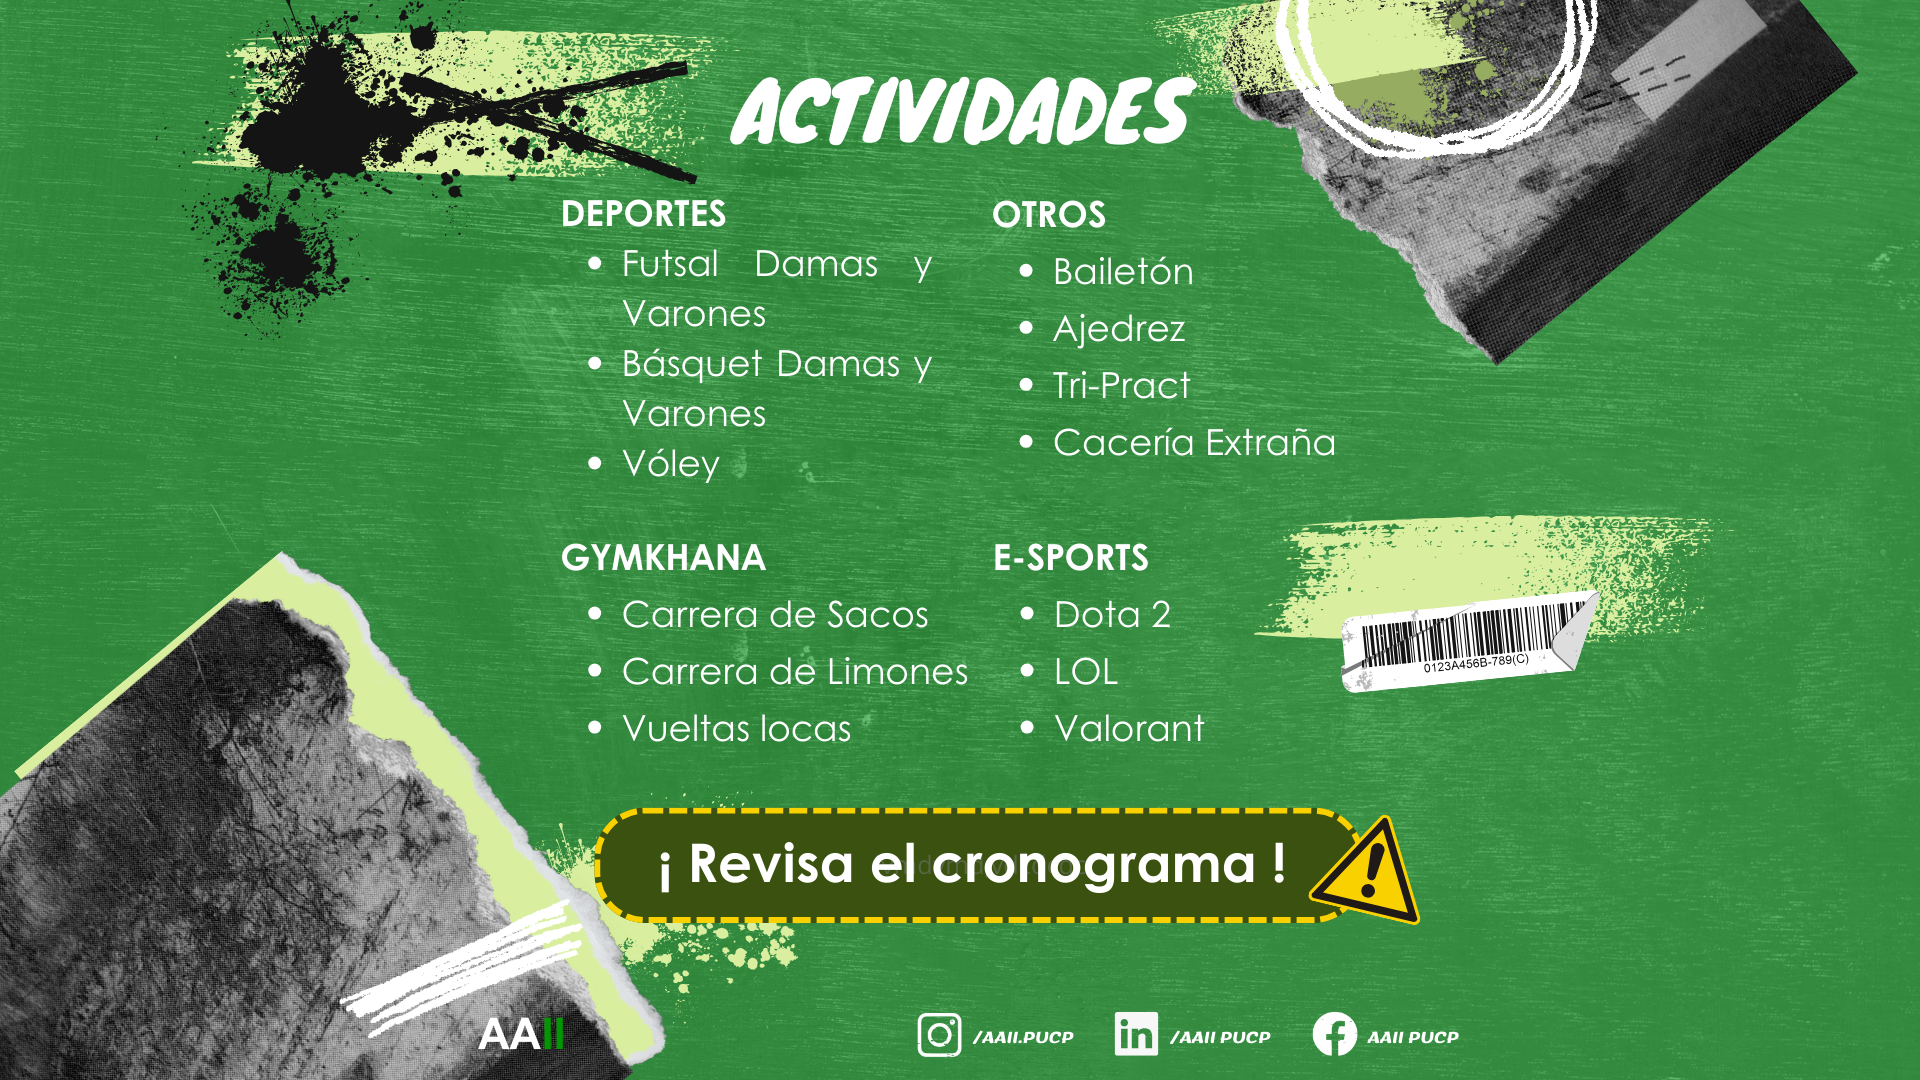 ACTIVIDADES
DEPORTES
• Futsal Damas y
Varones
• Básquet Damas y
Varones
• Vóley
OTROS
• Bailetón
• Ajedrez
• Tri-Pract
• Cacería Extraña
GYMKHANA
• Carrera de Sacos
• Carrera de Limones
• Vueltas locas
E-SPORTS
• Dota 2
• LOL
• Valorant
0123A456B-789(C)
¡ Revisa el cronograma !
AAII
/AAII.PUCP
/AAII PUCP
AAII PUCP